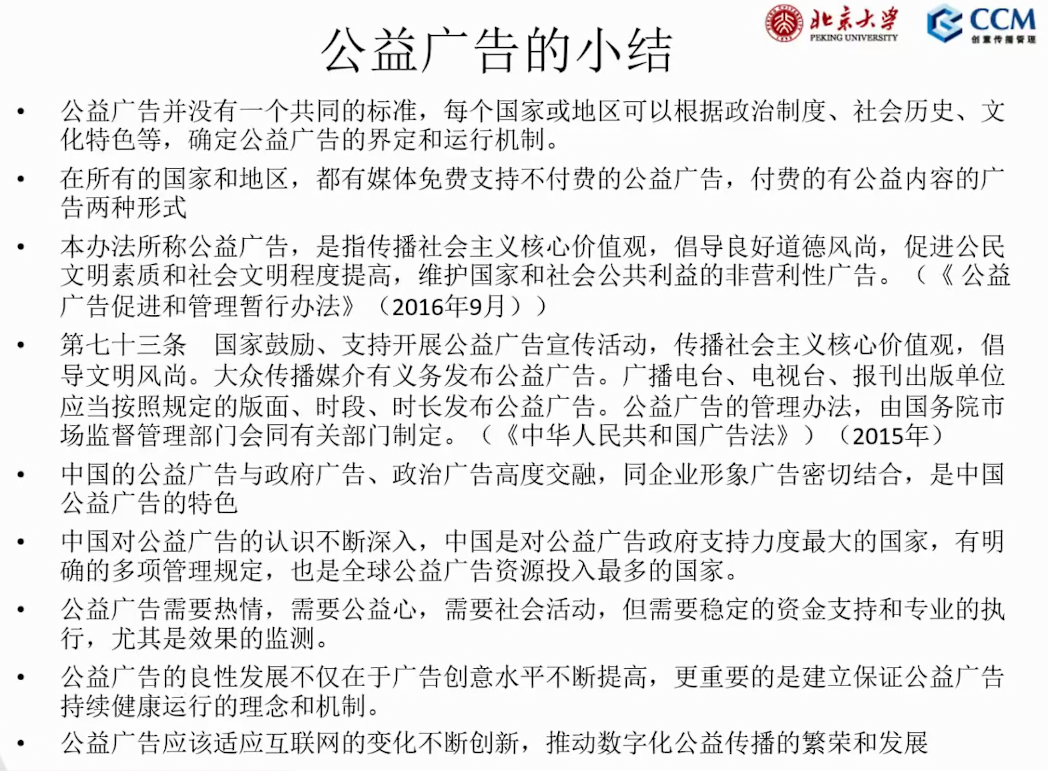 北京大学
PEKING UNIVERSITY
CCM
创意传播管理
公益广告的小结
• 公益广告并没有一个共同的标准，每个国家或地区可以根据政治制度、社会历史、文
化特色等，确定公益广告的界定和运行机制。
• 在所有的国家和地区，都有媒体免费支持不付费的公益广告，付费的有公益内容的广
告两种形式
• 本办法所称公益广告，是指传播社会主义核心价值观，倡导良好道德风尚，促进公民
文明素质和社会文明程度提高，维护国家和社会公共利益的非营利性广告。（《 公益
广告促进和管理暂行办法》（2016年9月））
• 第七十三条　国家鼓励、支持开展公益广告宣传活动，传播社会主义核心价值观，倡
导文明风尚。大众传播媒介有义务发布公益广告。广播电台、电视台、报刊出版单位
应当按照规定的版面、时段、时长发布公益广告。公益广告的管理办法，由国务院市
场监督管理部门会同有关部门制定。（《中华人民共和国广告法》）（2015年）
• 中国的公益广告与政府广告、政治广告高度交融，同企业形象广告密切结合，是中国
公益广告的特色
• 中国对公益广告的认识不断深入，中国是对公益广告政府支持力度最大的国家，有明
确的多项管理规定，也是全球公益广告资源投入最多的国家。
• 公益广告需要热情，需要公益心，需要社会活动，但需要稳定的资金支持和专业的执
行，尤其是效果的监测。
• 公益广告的良性发展不仅在于广告创意水平不断提高，更重要的是建立保证公益广告
持续健康运行的理念和机制。
• 公益广告应该适应互联网的变化不断创新，推动数字化公益传播的繁荣和发展